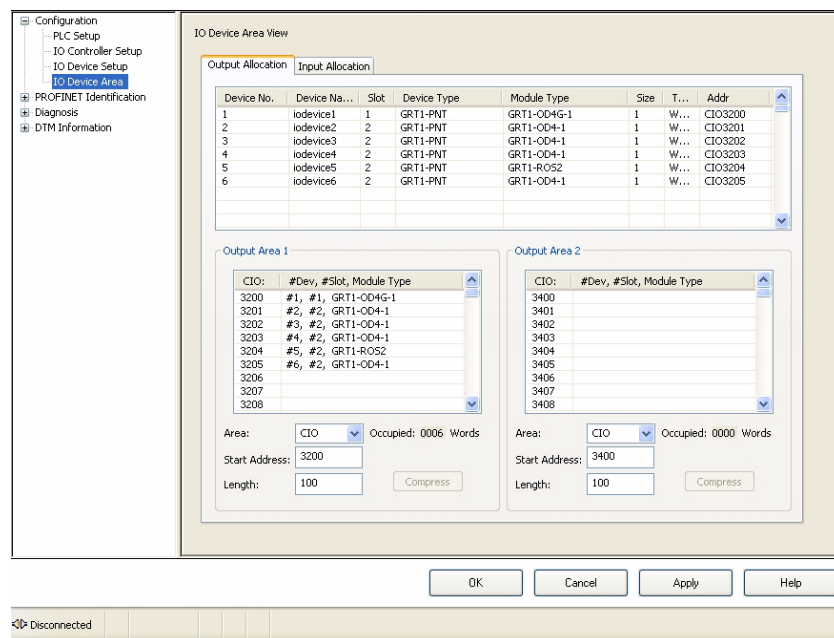 Configuration
PLC Setup
IO Controller Setup
IO Device Setup
IO Device Area
PROFINET Identification
Diagnosis
DTM Information
IO Device Area View
Output Allocation Input Allocation
Device No. Device Na... Slot Device Type Module Type Size T... Addr
1 iodevice1 1 GRT1-PNT GRT1-OD4G-1 1 W... CIO3200
2 iodevice2 2 GRT1-PNT GRT1-OD4-1 1 W... CIO3201
3 iodevice3 2 GRT1-PNT GRT1-OD4-1 1 W... CIO3202
4 iodevice4 2 GRT1-PNT GRT1-OD4-1 1 W... CIO3203
5 iodevice5 2 GRT1-PNT GRT1-ROS2 1 W... CIO3204
6 iodevice6 2 GRT1-PNT GRT1-OD4-1 1 W... CIO3205
Output Area 1
CIO: #Dev, #Slot, Module Type
3200 #1, #1, GRT1-OD4G-1
3201 #2, #2, GRT1-OD4-1
3202 #3, #2, GRT1-OD4-1
3203 #4, #2, GRT1-OD4-1
3204 #5, #2, GRT1-ROS2
3205 #6, #2, GRT1-OD4-1
3206
3207
3208
Area: CIO Occupied: 0006 Words
Start Address: 3200
Length: 100 Compress
Output Area 2
CIO: #Dev, #Slot, Module Type
3400
3401
3402
3403
3404
3405
3406
3407
3408
Area: CIO Occupied: 0000 Words
Start Address: 3400
Length: 100 Compress
OK Cancel Apply Help
Disconnected